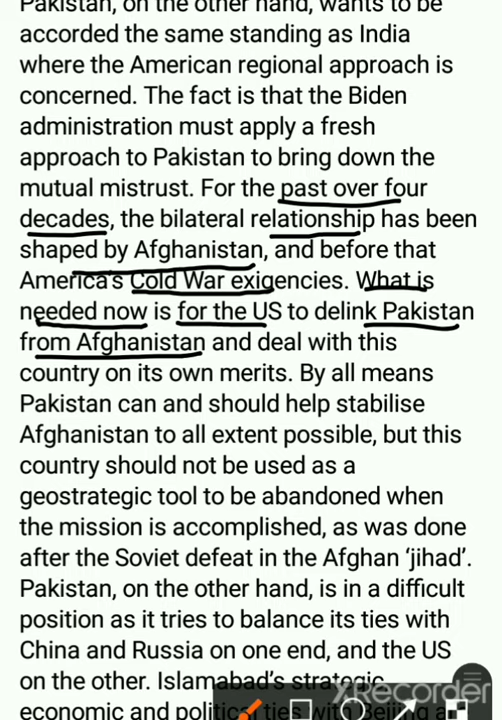 Pakistan, on the other hand, wants to be
accorded the same standing as India
where the American regional approach is
concerned. The fact is that the Biden
administration must apply a fresh
approach to Pakistan to bring down the
mutual mistrust. For the past over four
decades, the bilateral relationship has been
shaped by Afghanistan, and before that
America's Cold War exigencies. What is
needed now is for the US to delink Pakistan
from Afghanistan and deal with this
country on its own merits. By all means
Pakistan can and should help stabilise
Afghanistan to all extent possible, but this
country should not be used as a
geostrategic tool to be abandoned when
the mission is accomplished, as was done
after the Soviet defeat in the Afghan ‘jihad’.
Pakistan, on the other hand, is in a difficult
position as it tries to balance its ties with
China and Russia on one end, and the US
on the other. Islamabad's strategic
XRecorder
economic and political ties with Beijing a